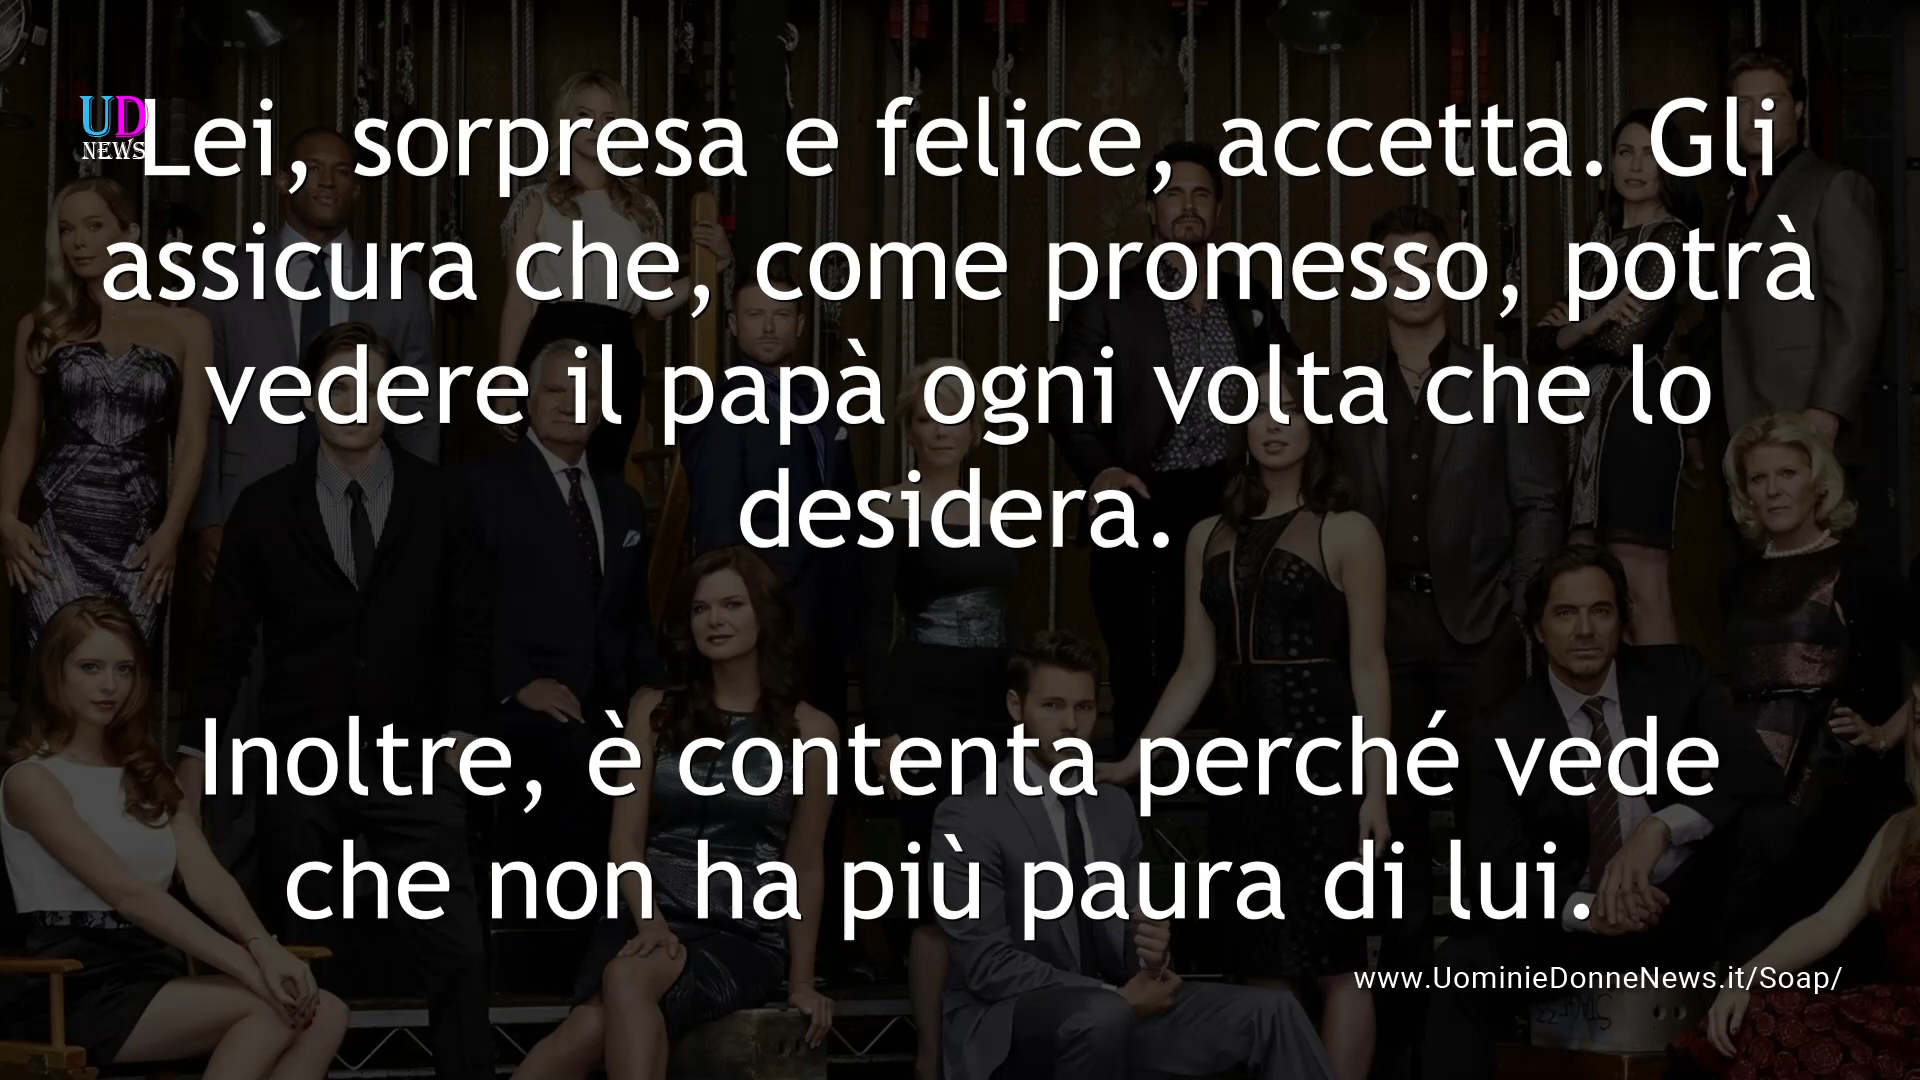 UD
NEWS
Lei, sorpresa e felice, accetta. Gli
assicura che, come promesso, potrà
vedere il papà ogni volta che lo
desidera.
Inoltre, è contenta perché vede
che non ha più paura di lui.
www.UominieDonneNews.it/Soap/